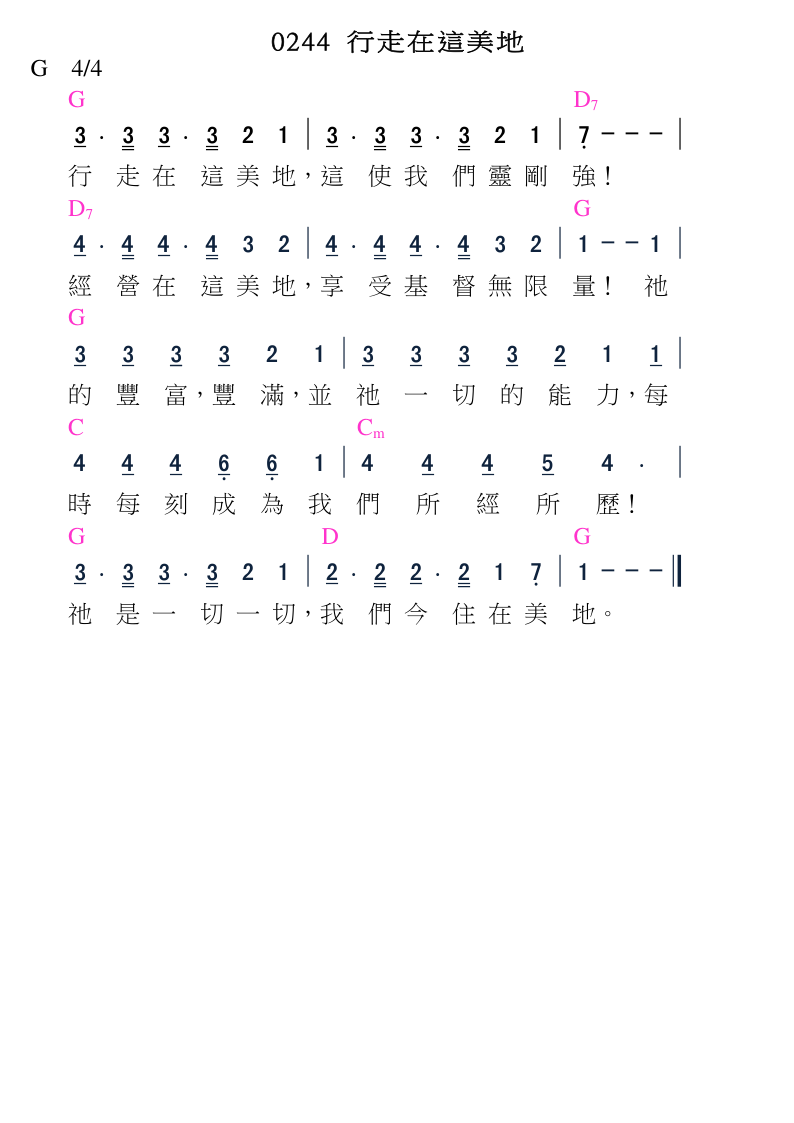 0244 行走在這美地
G 4/4
G D7
3 · 3 3 · 3 2 1 | 3 · 3 3 · 3 2 1 | 7 − − − |
行 走 在 這 美 地，這 使 我 們 靈 剛 強！
D7 G
4 · 4 4 · 4 3 2 | 4 · 4 4 · 4 3 2 | 1 − − 1 |
經 營 在 這 美 地，享 受 基 督 無 限 量！ 祂
G
3 3 3 3 2 1 | 3 3 3 3 2 1 1 |
的 豐 富，豐 滿，並 祂 一 切 的 能 力，每
C Cm
4 4 4 6 6 1 | 4 4 4 5 4 · |
時 每 刻 成 為 我 們 所 經 所 歷！
G D G
3 · 3 3 · 3 2 1 | 2 · 2 2 · 2 1 7 | 1 − − − ‖
祂 是 一 切 一 切，我 們 今 住 在 美 地。